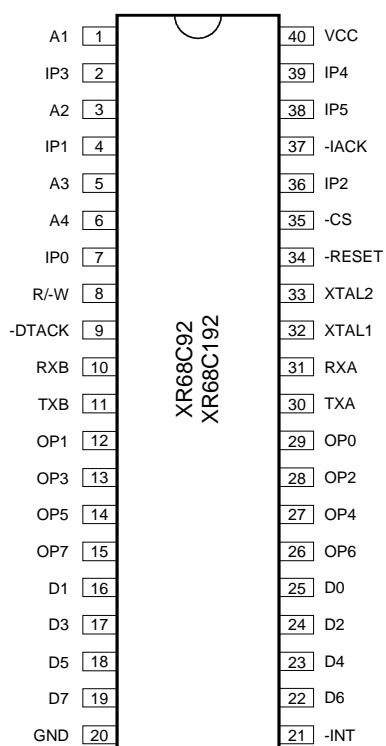 A1 1 40 VCC
IP3 2 39 IP4
A2 3 38 IP5
IP1 4 37 -IACK
A3 5 36 IP2
A4 6 35 -CS
IP0 7 34 -RESET
R/-W 8 33 XTAL2
-DTACK 9 32 XTAL1
RXB 10 31 RXA
TXB 11 30 TXA
OP1 12 29 OP0
OP3 13 28 OP2
OP5 14 27 OP4
OP7 15 26 OP6
D1 16 25 D0
D3 17 24 D2
D5 18 23 D4
D7 19 22 D6
GND 20 21 -INT
XR68C92
XR68C192